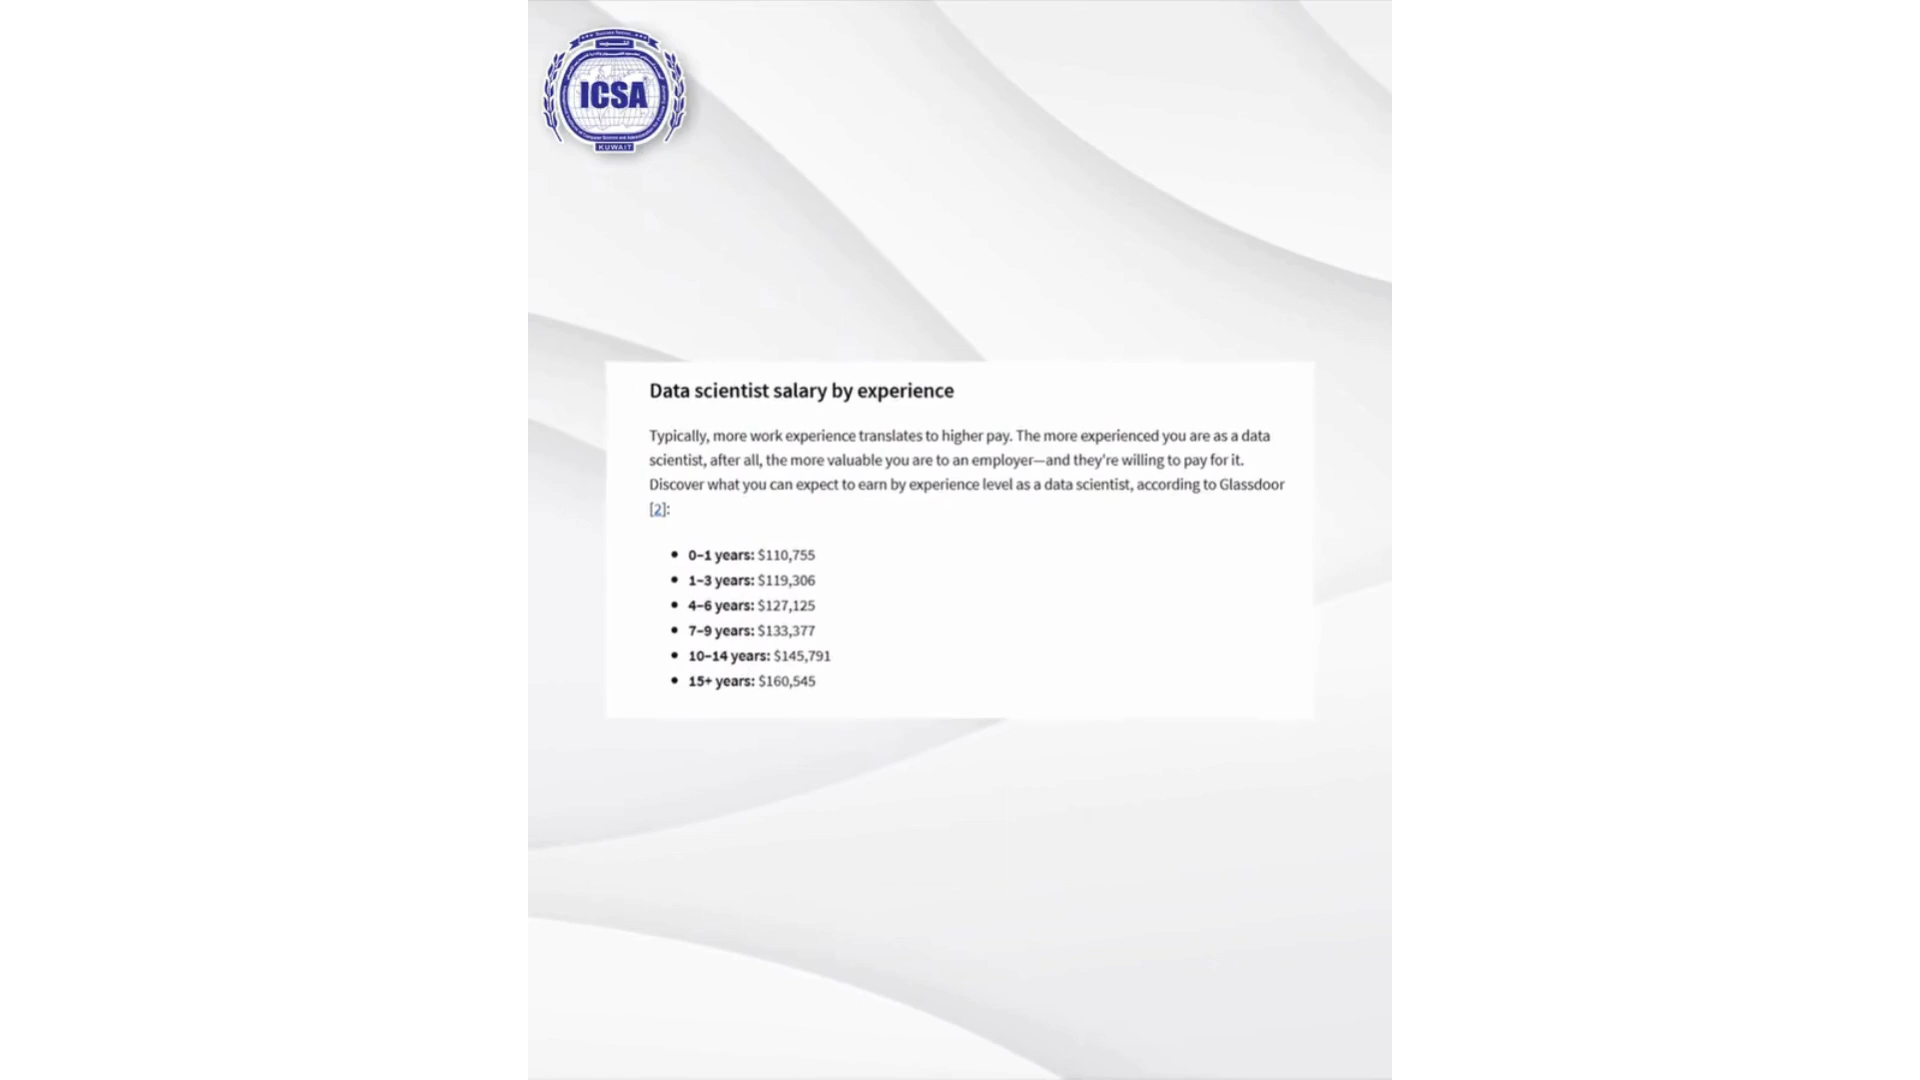 ICSA
KUWAIT
Data scientist salary by experience
Typically, more work experience translates to higher pay. The more experienced you are as a data
scientist, after all, the more valuable you are to an employer—and they're willing to pay for it.
Discover what you can expect to earn by experience level as a data scientist, according to Glassdoor
[2]:
• 0–1 years: $110,755
• 1–3 years: $119,306
• 4–6 years: $127,125
• 7–9 years: $133,377
• 10–14 years: $145,791
• 15+ years: $160,545